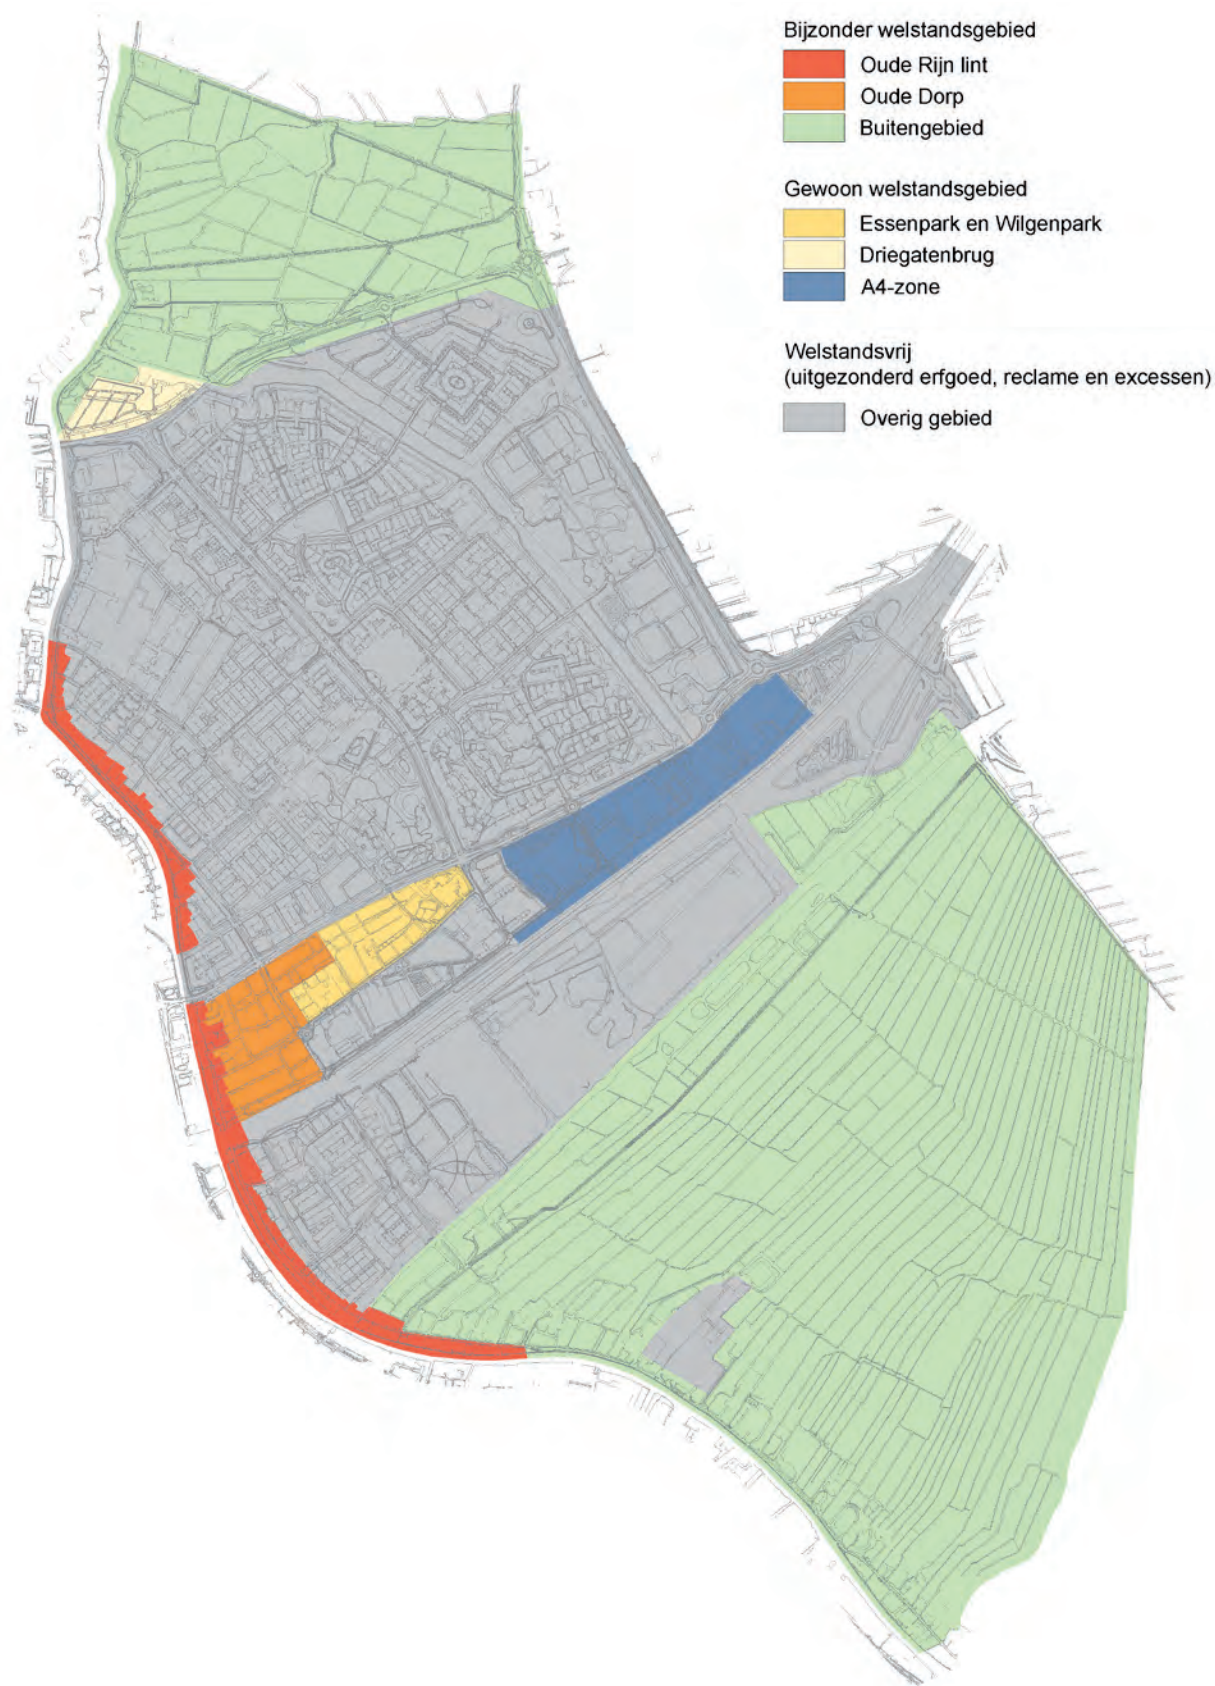 Bijzonder welstandsgebied
Oude Rijn lint
Oude Dorp
Buitengebied
Gewoon welstandsgebied
Essenpark en Wilgenpark
Driegatenbrug
A4-zone
Welstandsvrij
(uitgezonderd erfgoed, reclame en excessen)
Overig gebied